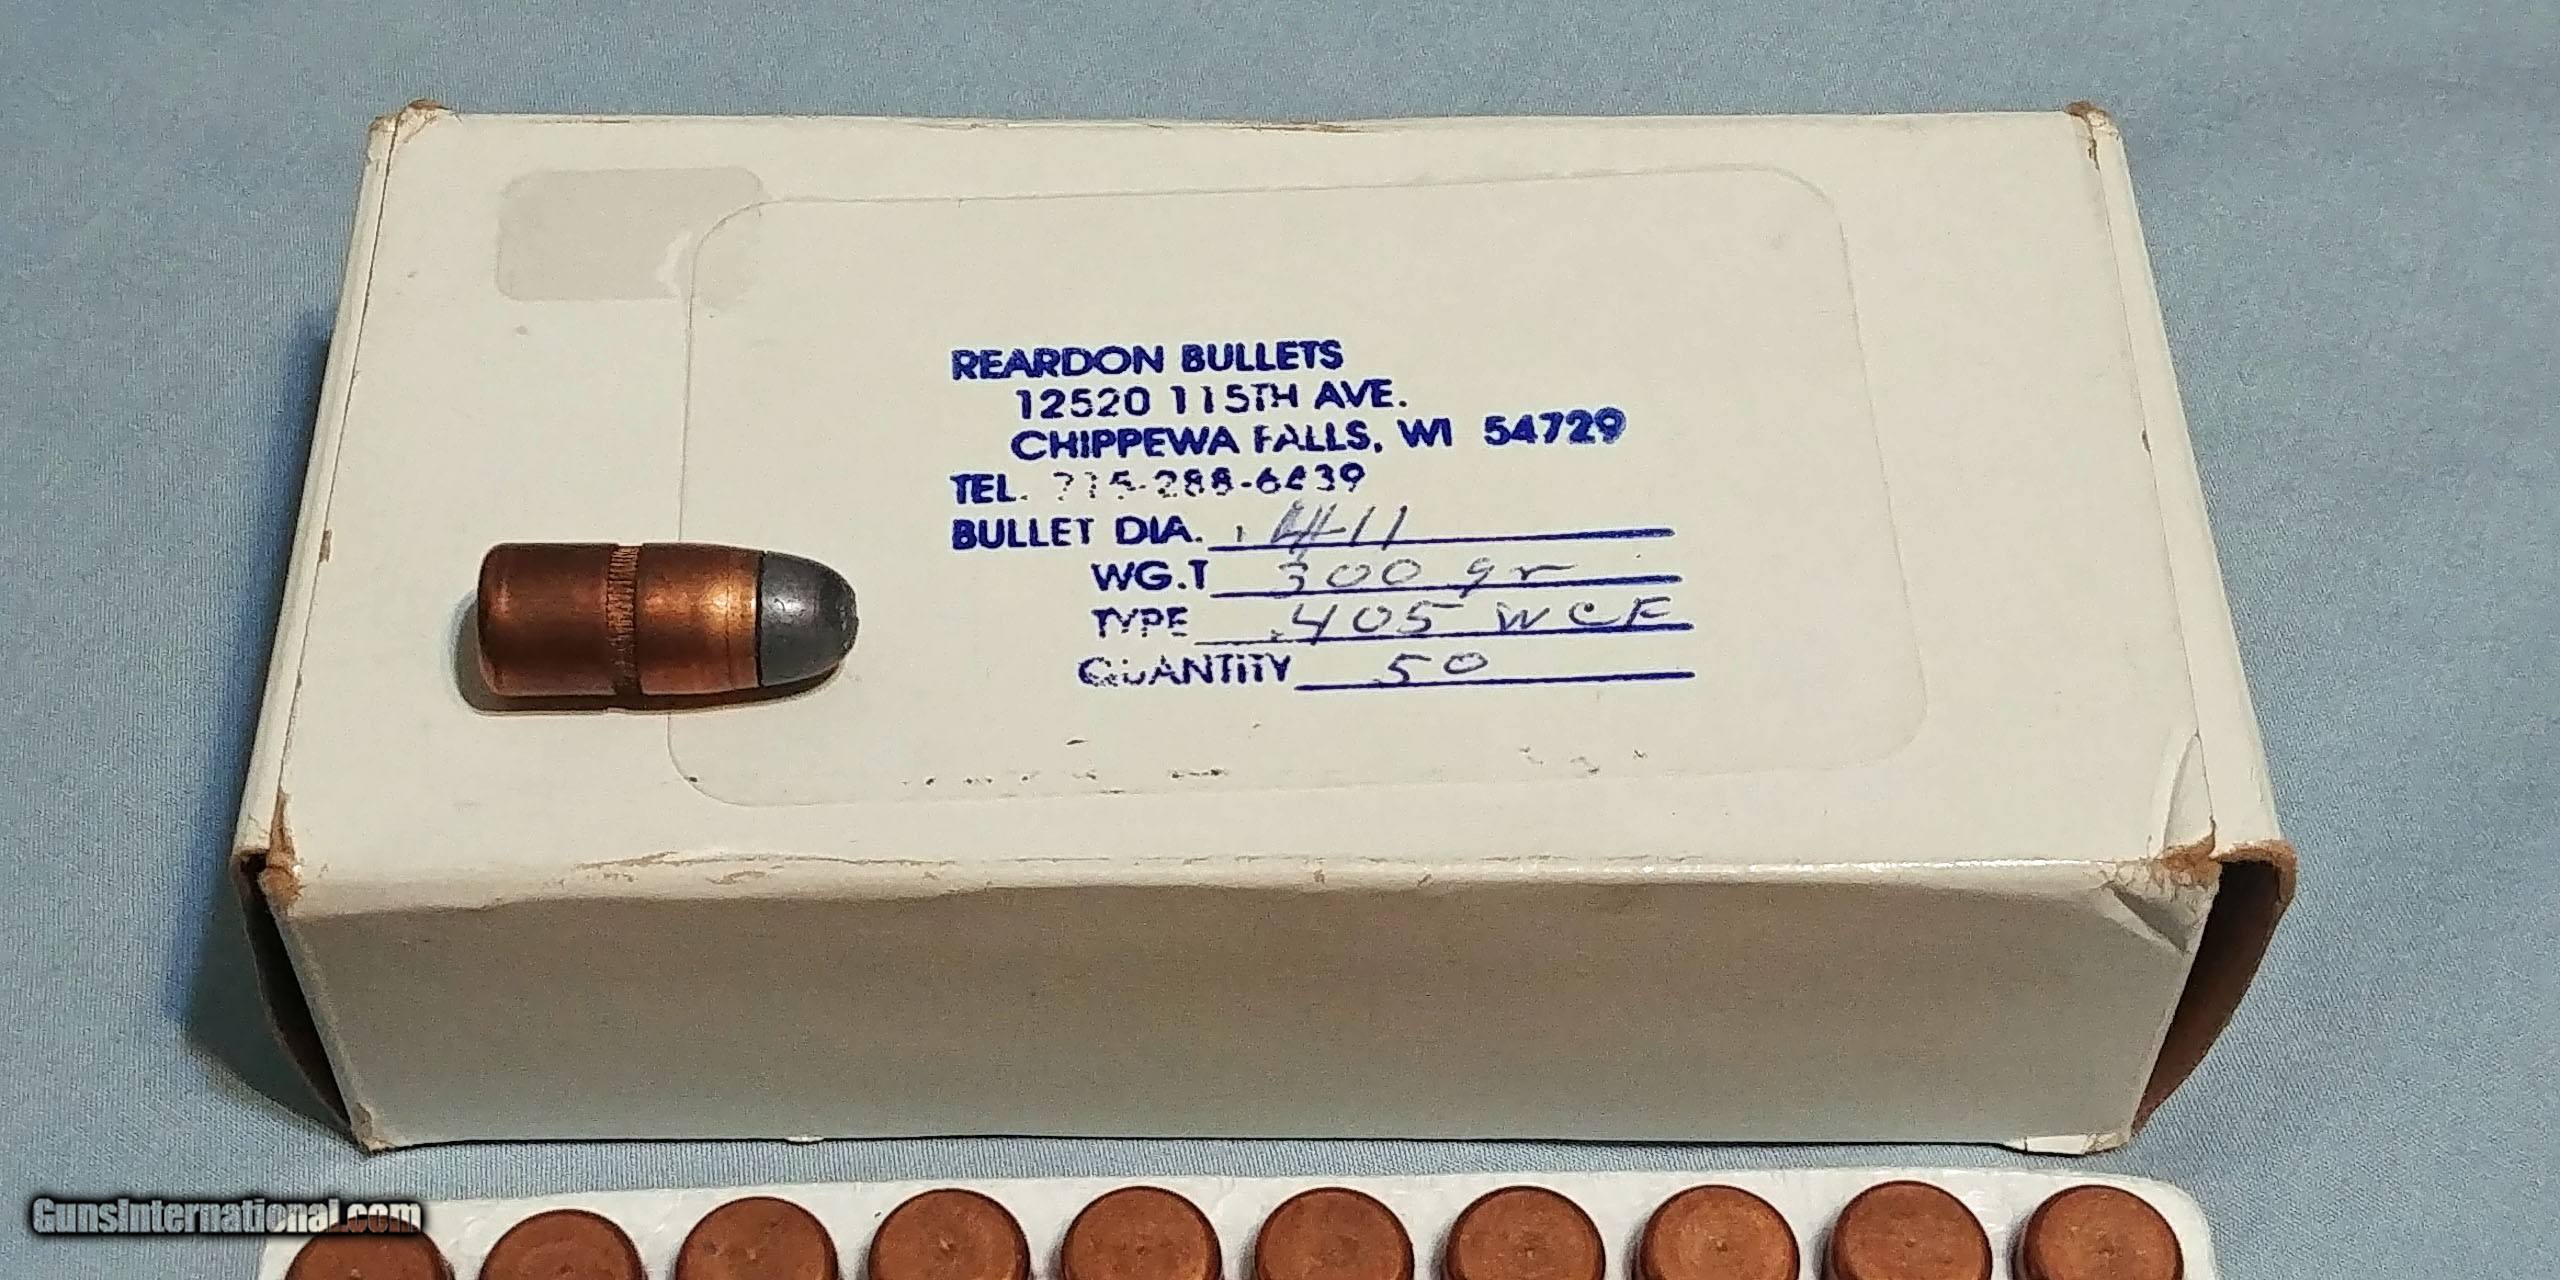 REARDON BULLETS
12520 115TH AVE.
CHIPPEWA FALLS, WI 54729
TEL. 715-288-6439
BULLET DIA. .411
WG.T 300 gr
TYPE .405 WCF
QUANTITY 50
GunsInternational.com